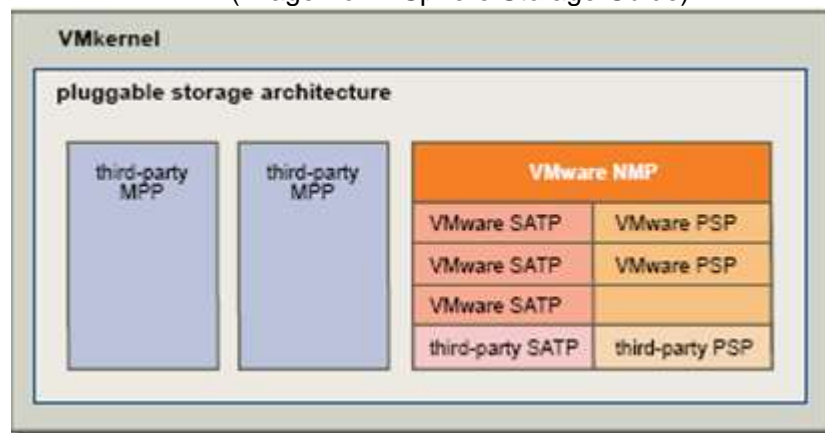 VMkernel
pluggable storage architecture
third-party
MPP
third-party
MPP
VMware NMP
VMware SATP
VMware PSP
VMware SATP
VMware PSP
VMware SATP
third-party SATP
third-party PSP